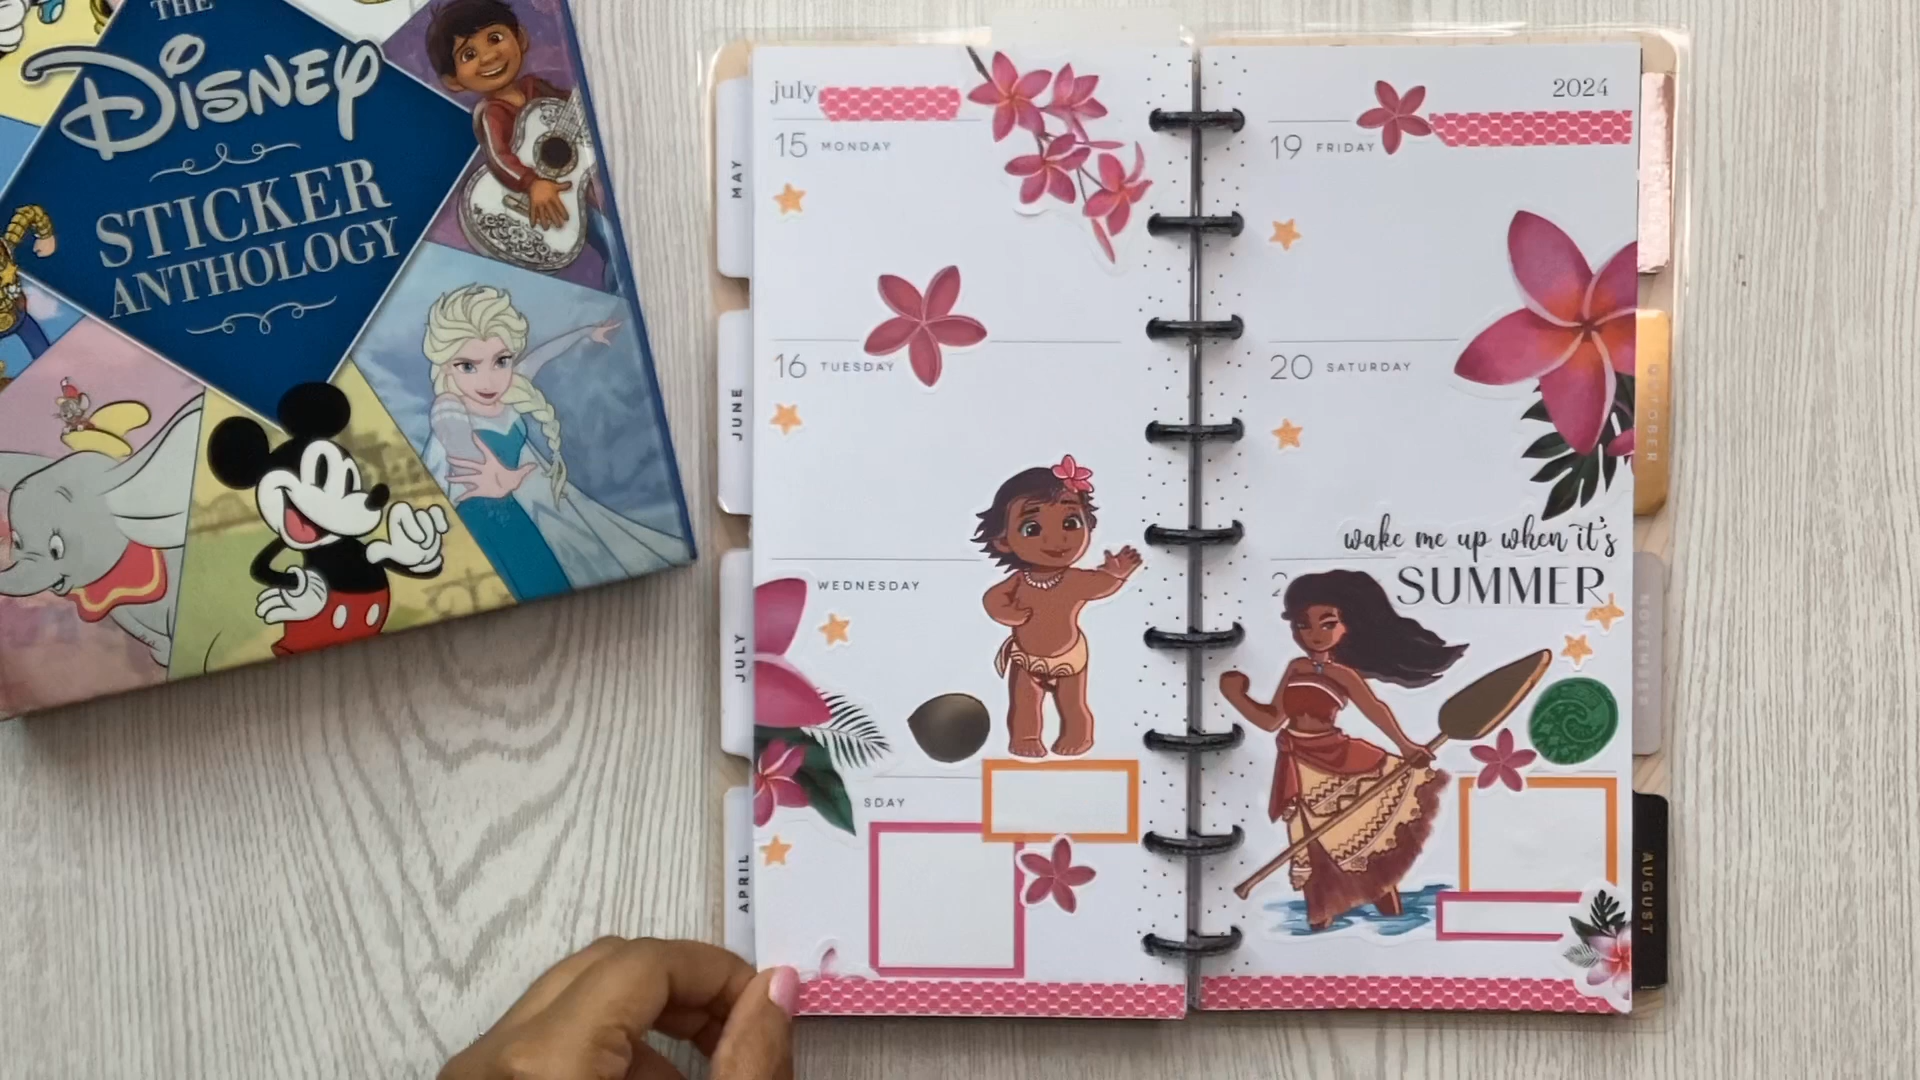 THE
DISNEY
STICKER
ANTHOLOGY
MAY
JUNE
JULY
APRIL
july
15 MONDAY
16 TUESDAY
WEDNESDAY
SDAY
2024
19 FRIDAY
20 SATURDAY
wake me up when it's
SUMMER
2
OCTOBER
NOVEMBER
AUGUST